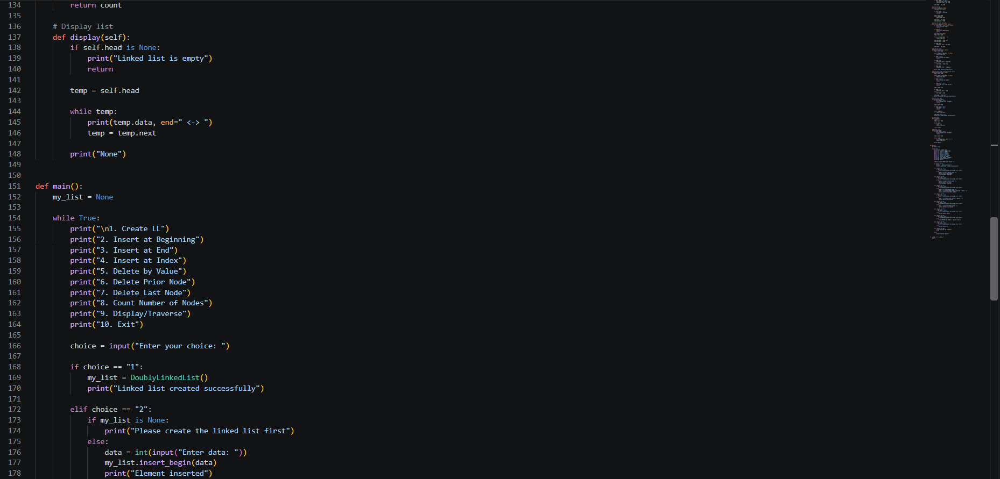 134             return count
135
136         # Display list
137         def display(self):
138             if self.head is None:
139                 print("Linked list is empty")
140                 return
141
142             temp = self.head
143
144             while temp:
145                 print(temp.data, end=" <-> ")
146                 temp = temp.next
147
148             print("None")
149
150
151     def main():
152         my_list = None
153
154         while True:
155             print("\n1. Create LL")
156             print("2. Insert at Beginning")
157             print("3. Insert at End")
158             print("4. Insert at Index")
159             print("5. Delete by Value")
160             print("6. Delete Prior Node")
161             print("7. Delete Last Node")
162             print("8. Count Number of Nodes")
163             print("9. Display/Traverse")
164             print("10. Exit")
165
166             choice = input("Enter your choice: ")
167
168             if choice == "1":
169                 my_list = DoublyLinkedList()
170                 print("Linked list created successfully")
171
172             elif choice == "2":
173                 if my_list is None:
174                     print("Please create the linked list first")
175                 else:
176                     data = int(input("Enter data: "))
177                     my_list.insert_begin(data)
178                     print("Element inserted")